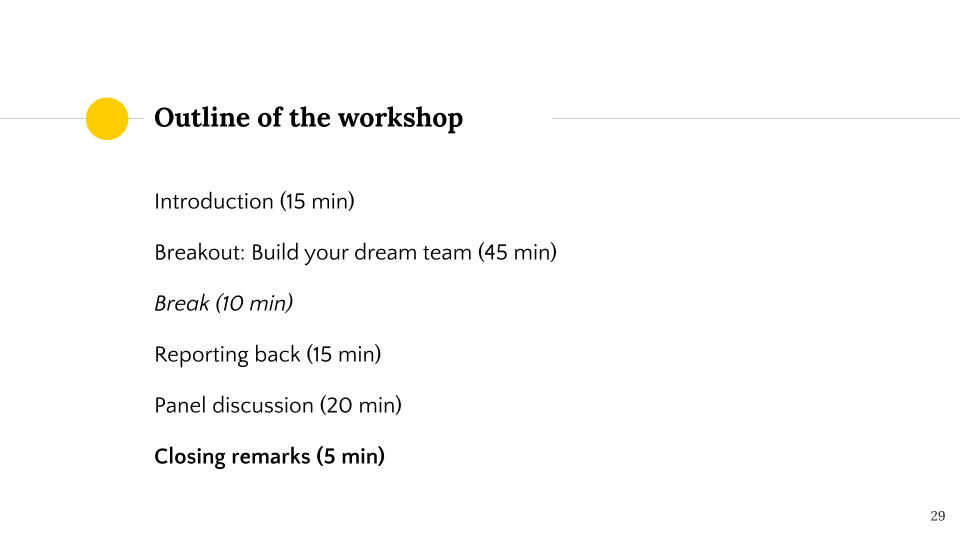 Outline of the workshop
Introduction (15 min)
Breakout: Build your dream team (45 min)
Break (10 min)
Reporting back (15 min)
Panel discussion (20 min)
Closing remarks (5 min)
29